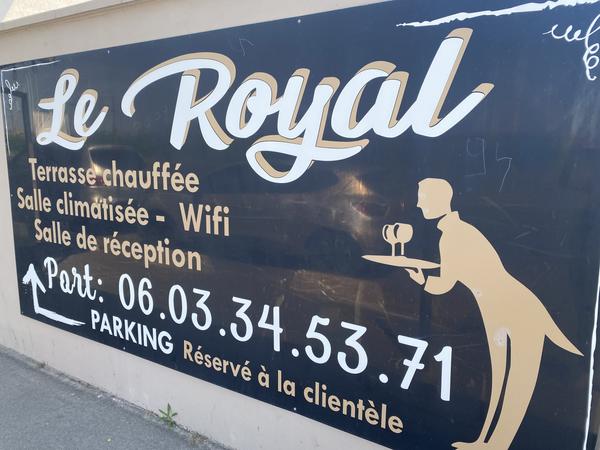 Le Royal
Terrasse chauffée
Salle climatisée - Wifi
Salle de réception
Port: 06.03.34.53.71
PARKING Réservé à la clientèle